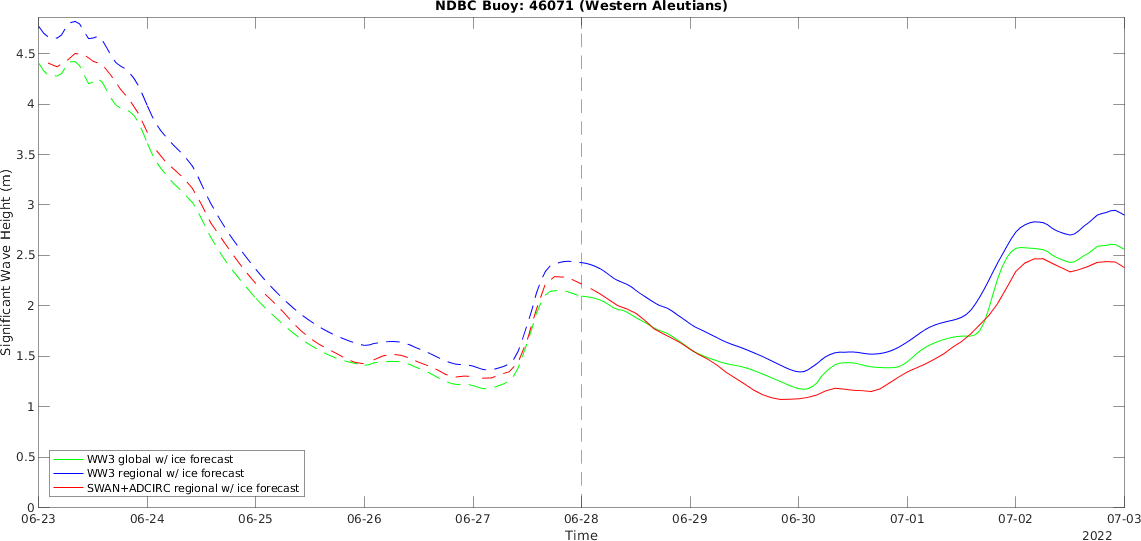 NDBC Buoy: 46071 (Western Aleutians)
Significant Wave Height (m)
4.5
4
3.5
3
2.5
2
1.5
1
0.5
0
WW3 global w/ ice forecast
WW3 regional w/ ice forecast
SWAN+ADCIRC regional w/ ice forecast
06-23 06-24 06-25 06-26 06-27 06-28 06-29 06-30 07-01 07-02 07-03
Time
2022